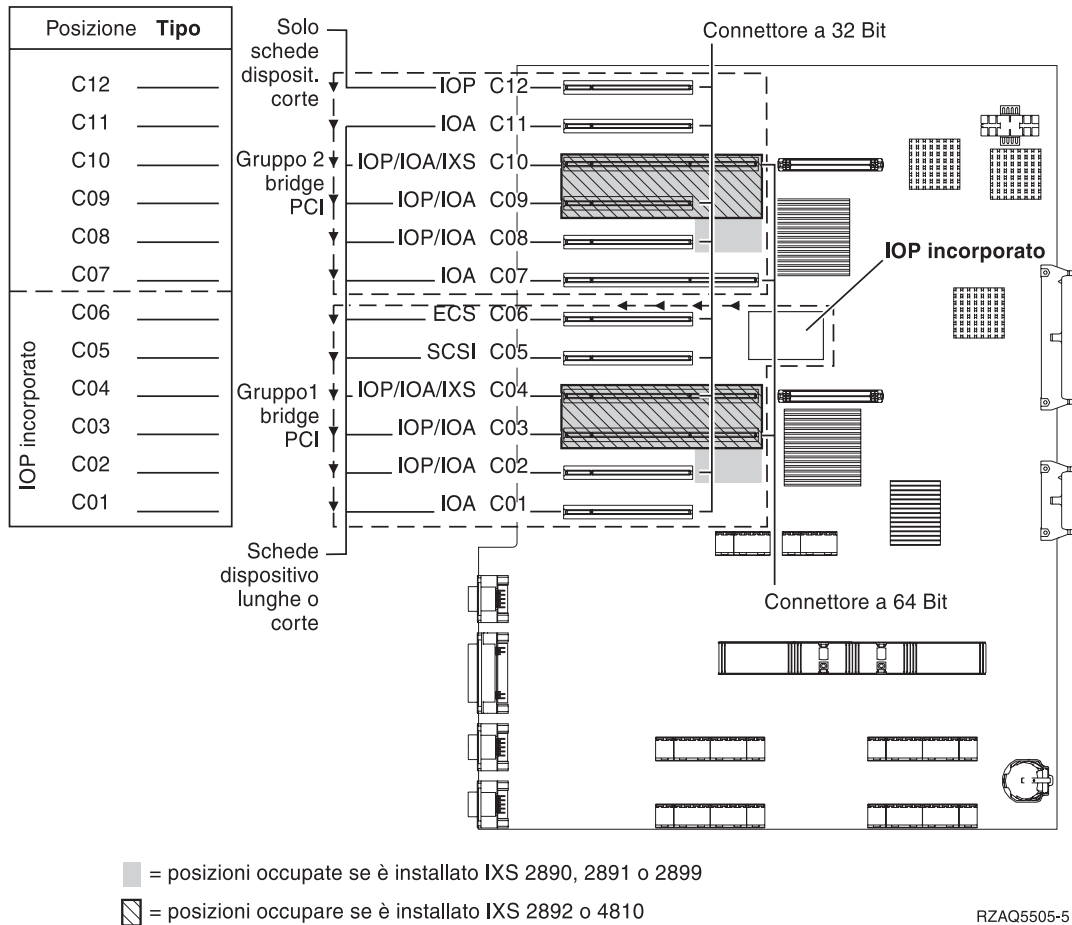 Posizione Tipo
C12
C11
C10
C09
C08
C07
C06
C05
C04
C03
C02
C01
IOP incorporato
Solo
schede
disposit.
corte
Gruppo 2
bridge
PCI
Gruppo1
bridge
PCI
Schede
dispositivo
lunghe o
corte
IOP C12
IOA C11
IOP/IOA/IXS C10
IOP/IOA C09
IOP/IOA C08
IOA C07
ECS C06
SCSI C05
IOP/IOA/IXS C04
IOP/IOA C03
IOP/IOA C02
IOA C01
Connettore a 32 Bit
IOP incorporato
Connettore a 64 Bit
= posizioni occupate se è installato IXS 2890, 2891 o 2899
= posizioni occupare se è installato IXS 2892 o 4810
RZAQ5505-5